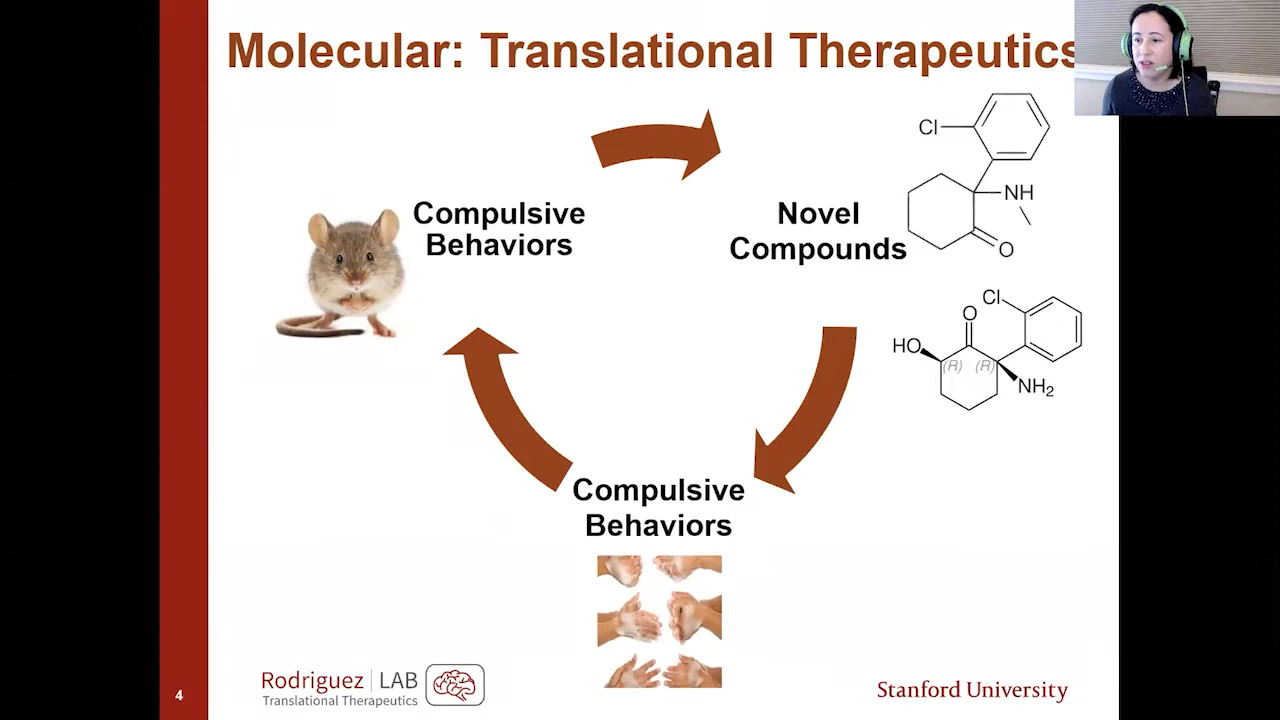 Molecular: Translational Therapeutics
Cl
NH
O
Compulsive
Behaviors
Novel
Compounds
Cl
O
HO
(R) (R)
NH2
Compulsive
Behaviors
4
Rodriguez LAB
Translational Therapeutics
Stanford University